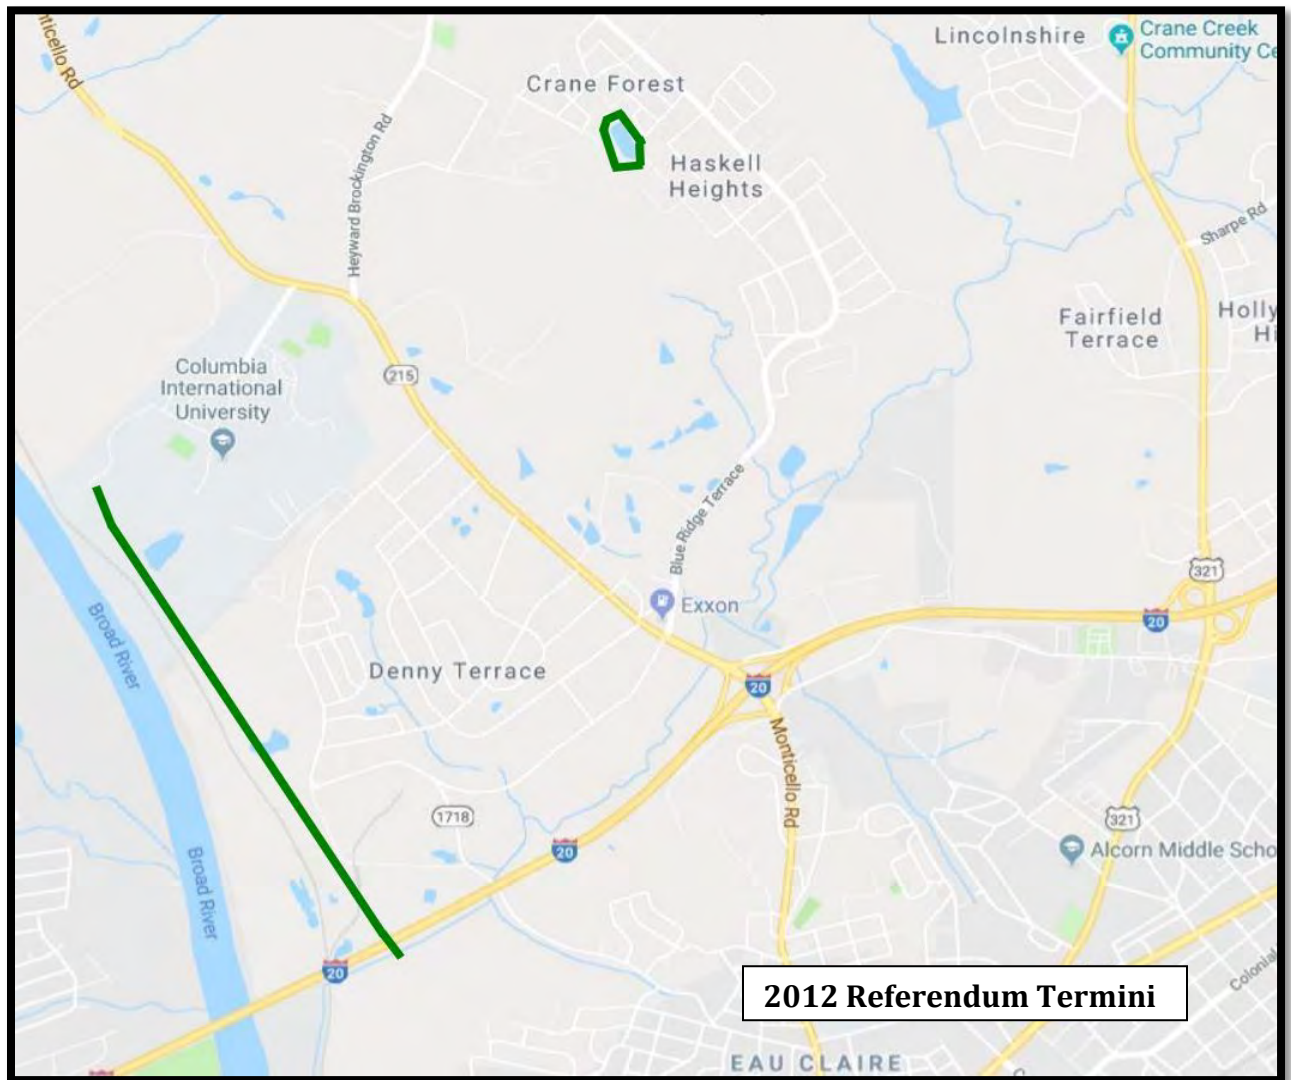 Lincolnshire
Crane Creek
Community Ce
nticello Rd
Crane Forest
Heyward Brockington Rd
Haskell
Heights
Sharpe Rd
Fairfield
Terrace
Holly
Hi
Columbia
International
University
215
Blue Ridge Terrace
321
Exxon
20
Broad River
Denny Terrace
20
Monticello Rd
1718
321
20
Alcorn Middle Scho
Broad River
20
Colonial
2012 Referendum Termini
EAU CLAIRE